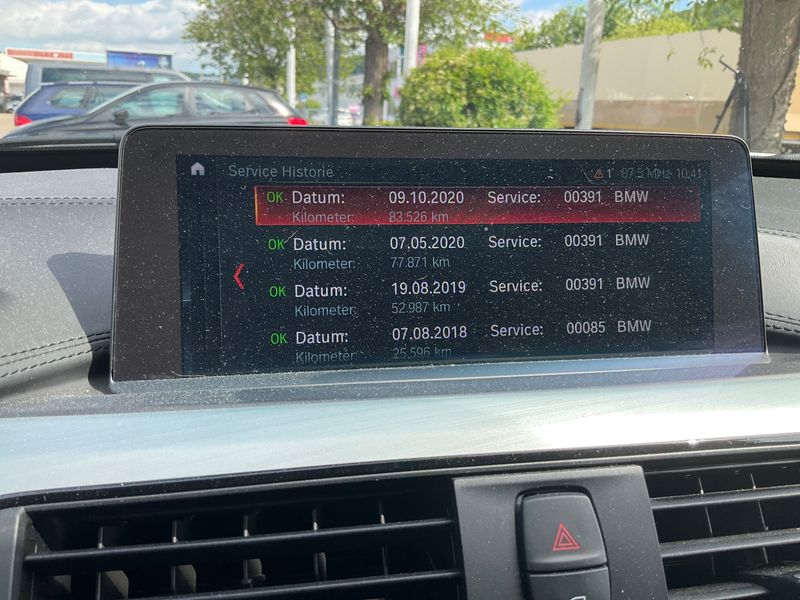 Service Historie 1 87.5 MHz 10:41
OK Datum: 09.10.2020 Service: 00391 BMW
Kilometer: 83.526 km
OK Datum: 07.05.2020 Service: 00391 BMW
Kilometer: 77.871 km
OK Datum: 19.08.2019 Service: 00391 BMW
Kilometer: 52.987 km
OK Datum: 07.08.2018 Service: 00085 BMW
Kilometer: 25.596 km